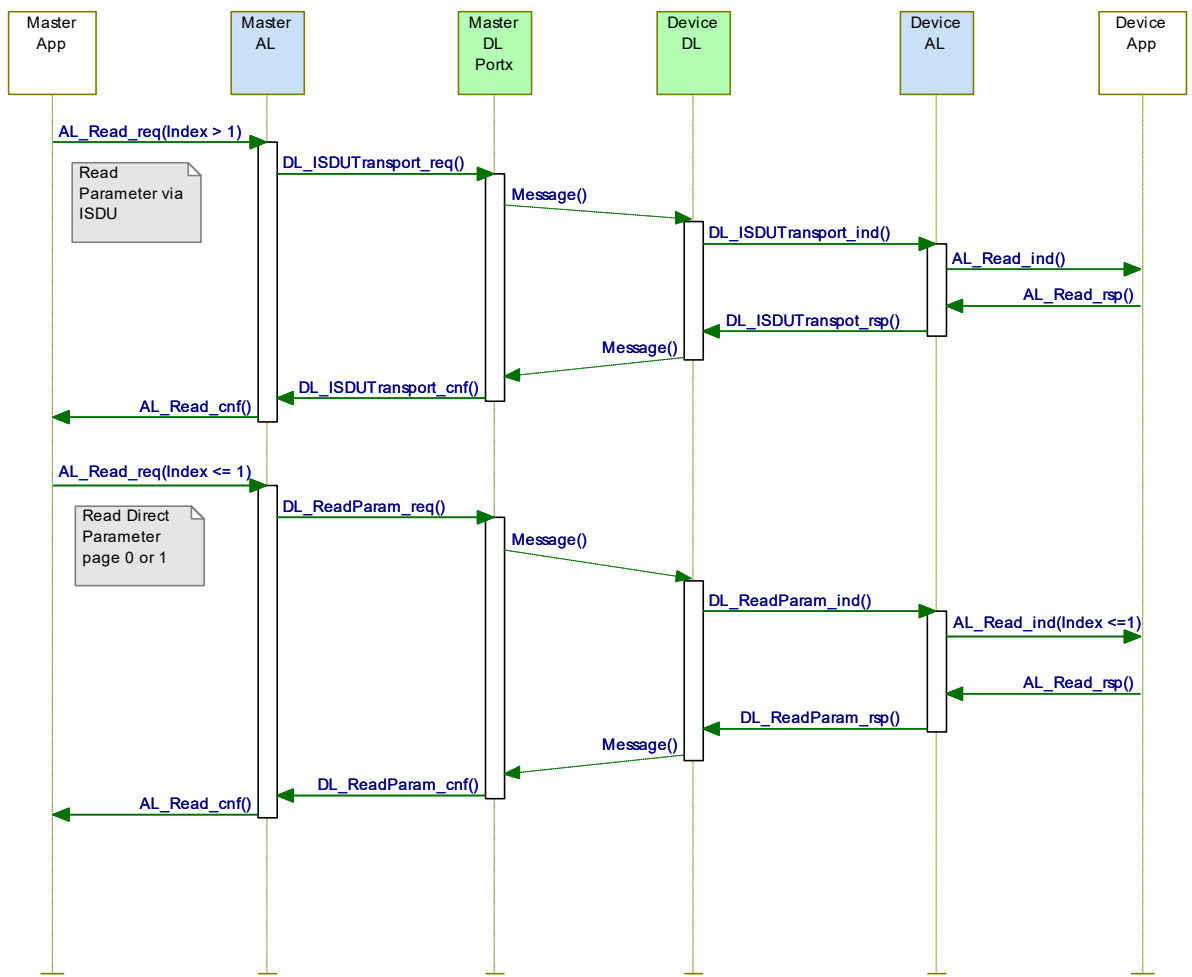 Master
App
Master
AL
Master
DL
Portx
Device
DL
Device
AL
Device
App
AL_Read_req(Index > 1)
Read
Parameter via
ISDU
DL_ISDUTransport_req()
Message()
DL_ISDUTransport_ind()
AL_Read_ind()
AL_Read_rsp()
DL_ISDUTranspot_rsp()
Message()
DL_ISDUTransport_cnf()
AL_Read_cnf()
AL_Read_req(Index <= 1)
Read Direct
Parameter
page 0 or 1
DL_ReadParam_req()
Message()
DL_ReadParam_ind()
AL_Read_ind(Index <=1)
AL_Read_rsp()
DL_ReadParam_rsp()
Message()
DL_ReadParam_cnf()
AL_Read_cnf()